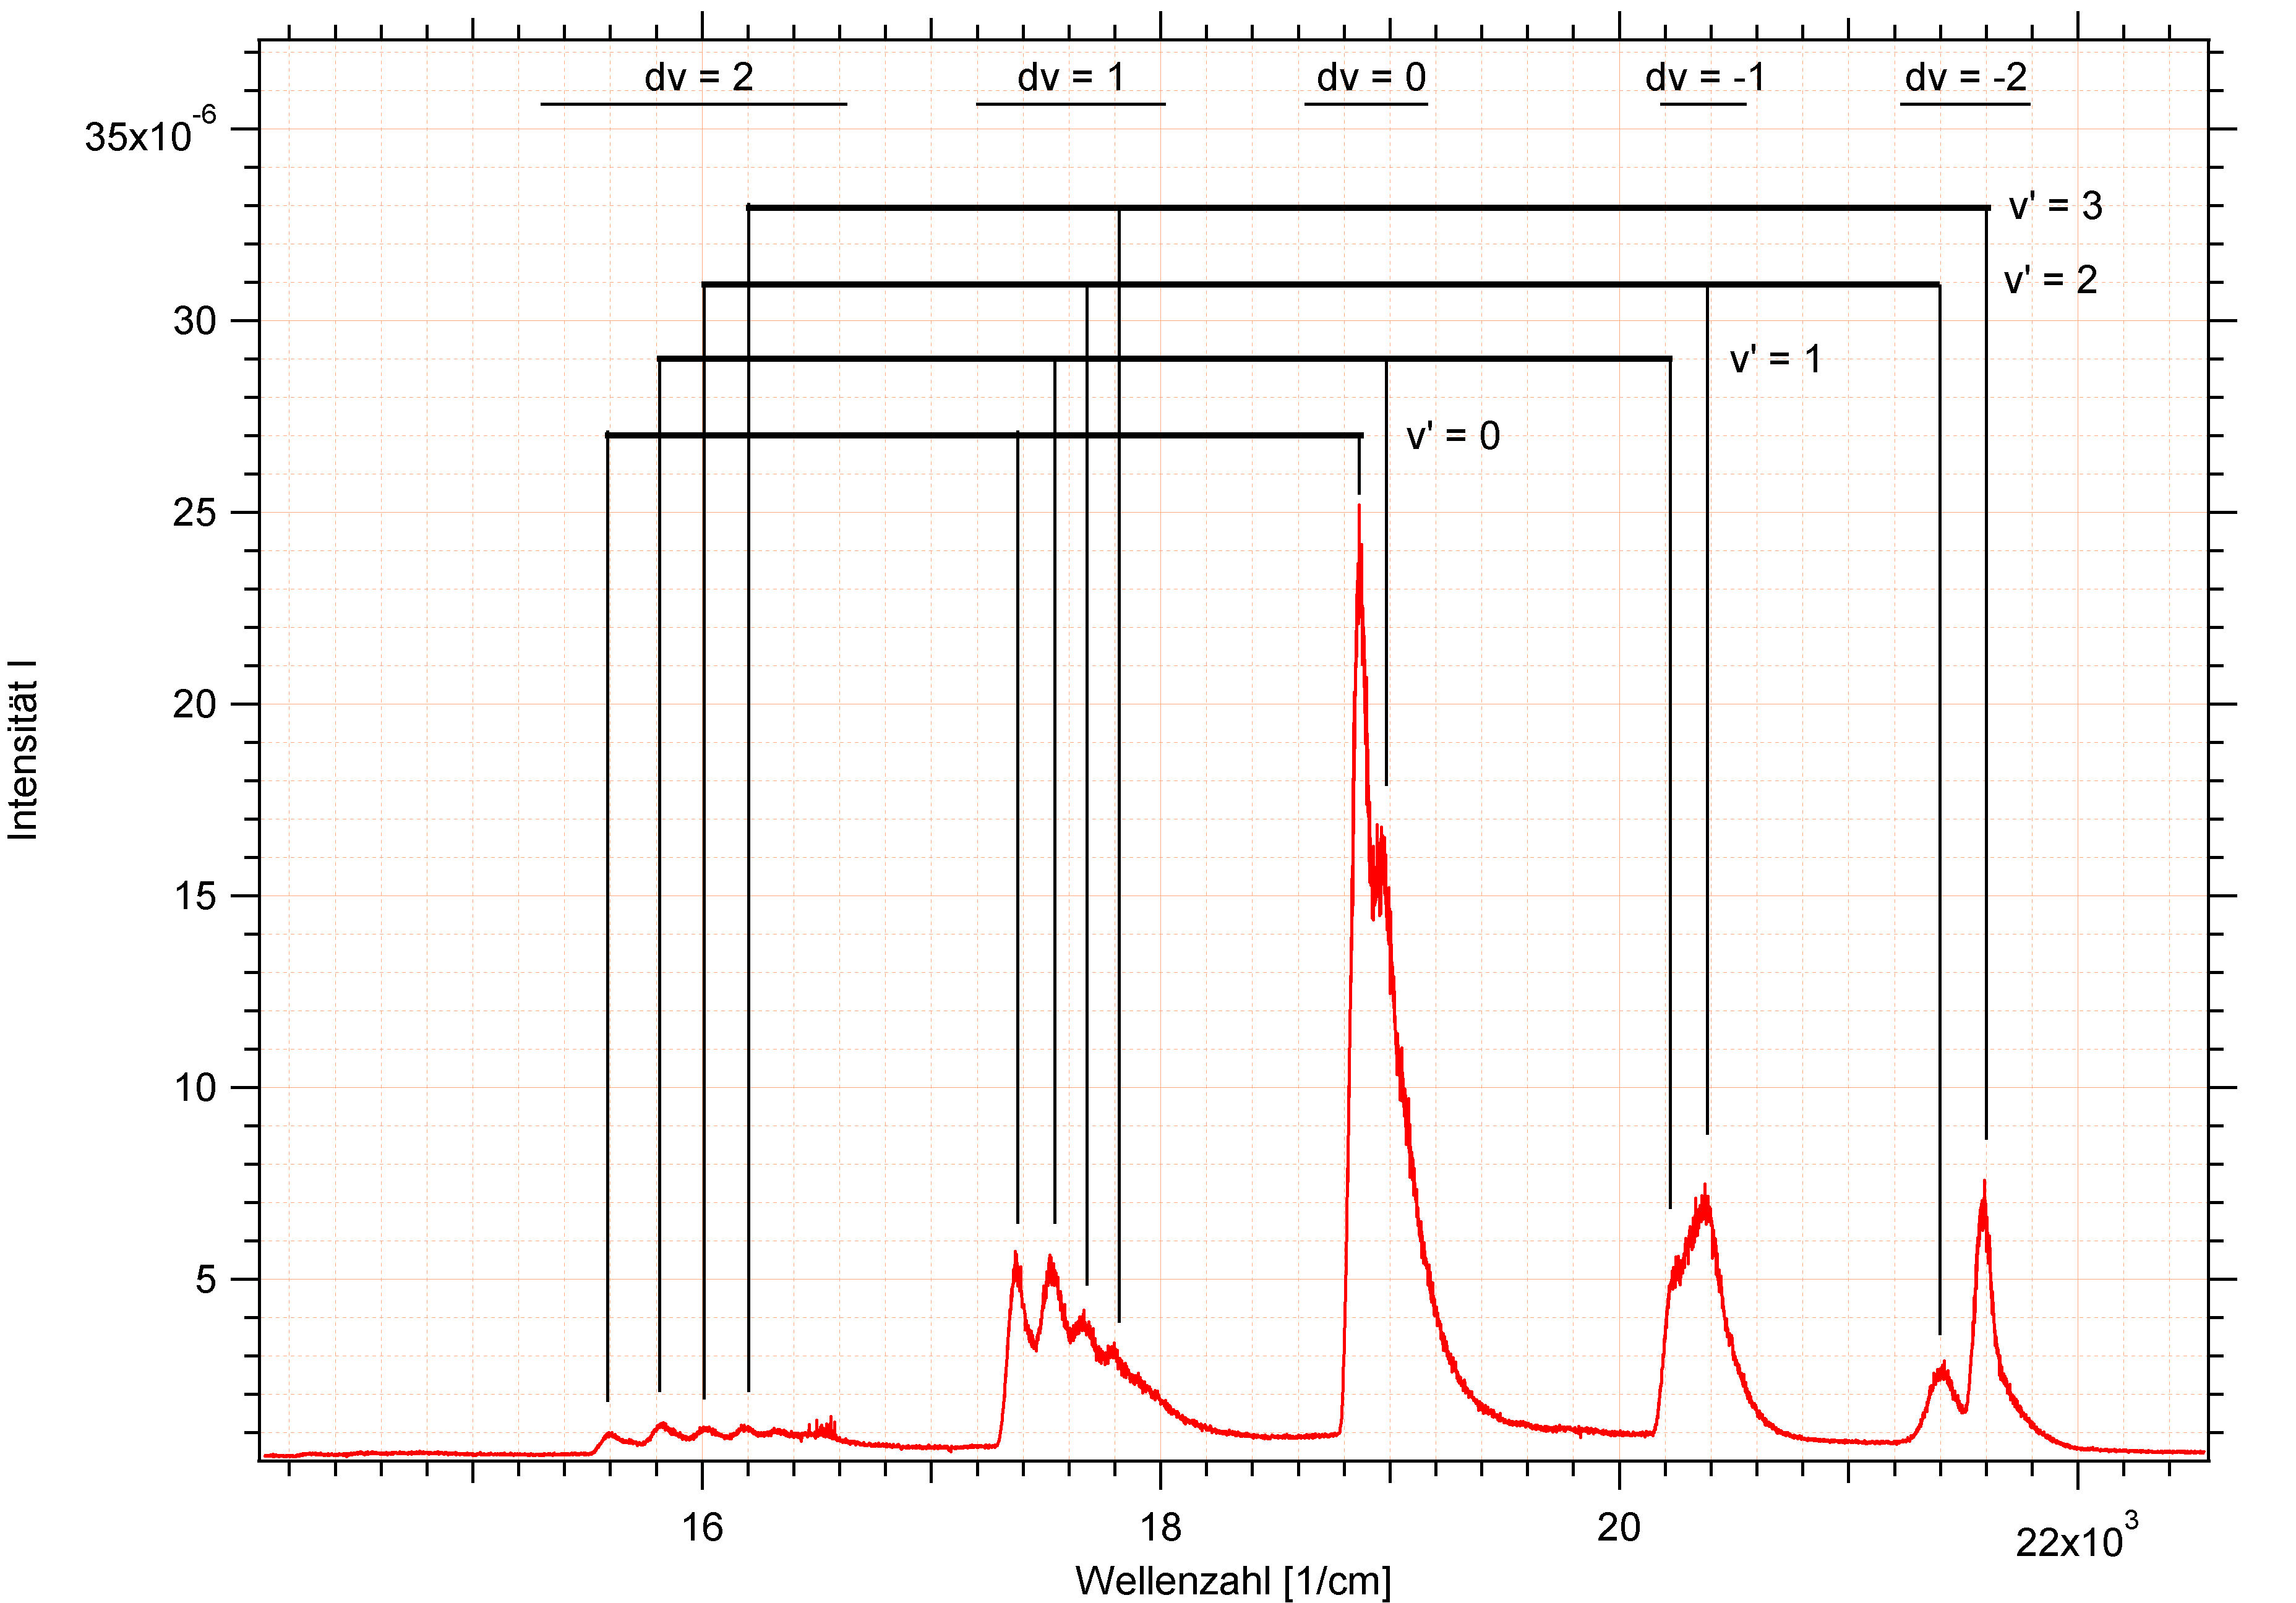 dv = 2
dv = 1
dv = 0
dv = -1
dv = -2
35x10-6
30
25
20
15
10
5
v' = 3
v' = 2
v' = 1
v' = 0
Intensität I
16
18
20
22x103
Wellenzahl [1/cm]